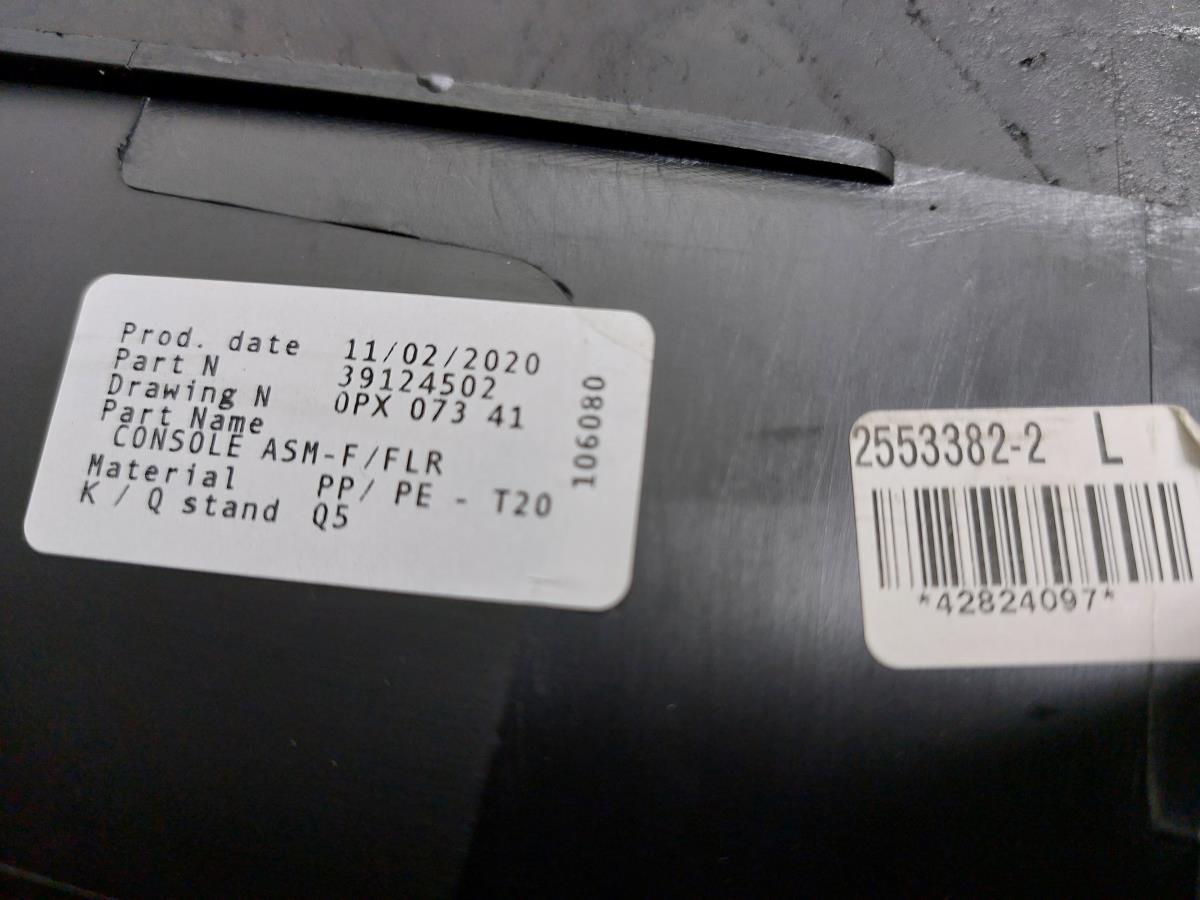 Prod. date 11/02/2020
Part N 39124502
Drawing N 0PX 073 41
Part Name
CONSOLE ASM-F/FLR
Material PP/ PE - T20
K / Q stand Q5
106080
2553382-2 L
*42824097*